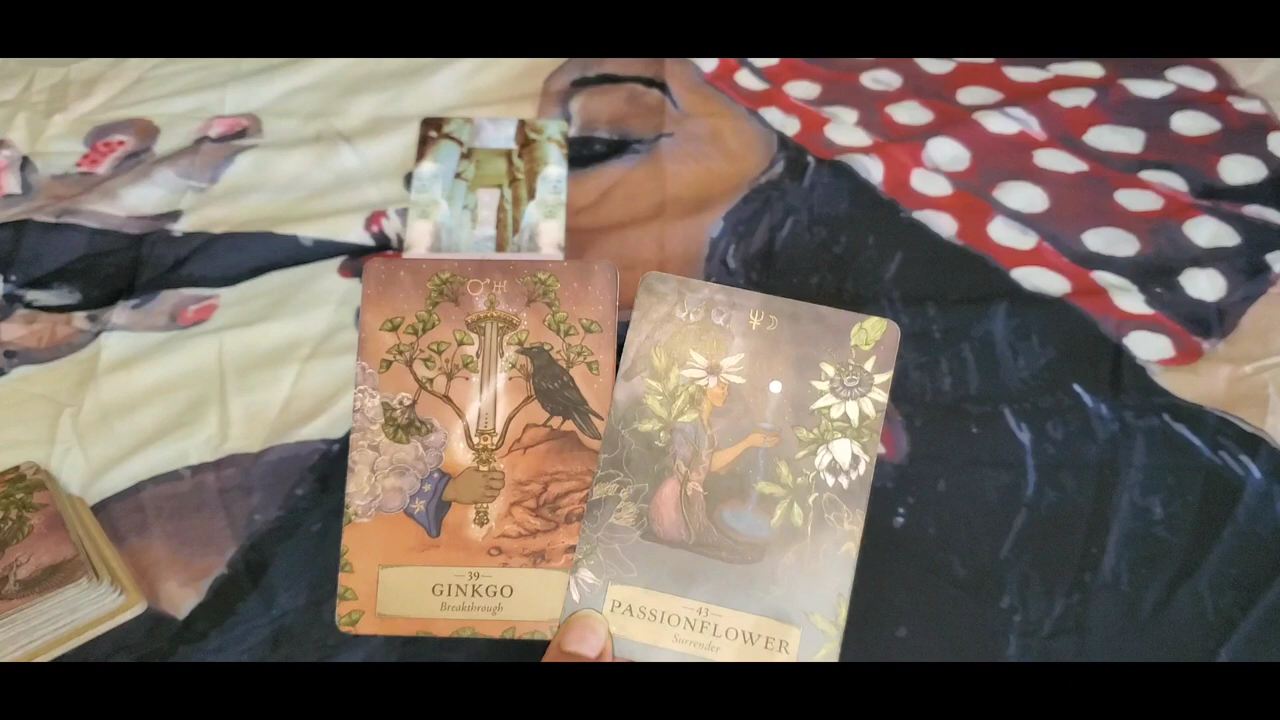 —39—
GINKGO
Breakthrough
—43—
PASSIONFLOWER
Surrender